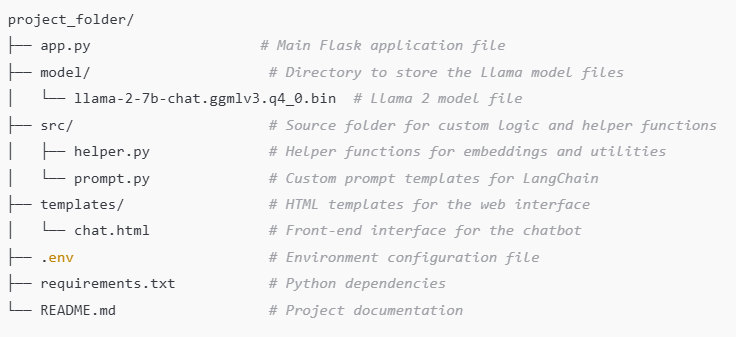 project_folder/
├── app.py                   # Main Flask application file
├── model/                    # Directory to store the Llama model files
│   └── llama-2-7b-chat.ggmlv3.q4_0.bin  # Llama 2 model file
├── src/                      # Source folder for custom logic and helper functions
│   ├── helper.py             # Helper functions for embeddings and utilities
│   └── prompt.py             # Custom prompt templates for LangChain
├── templates/                # HTML templates for the web interface
│   └── chat.html             # Front-end interface for the chatbot
├── .env                      # Environment configuration file
├── requirements.txt          # Python dependencies
└── README.md                 # Project documentation